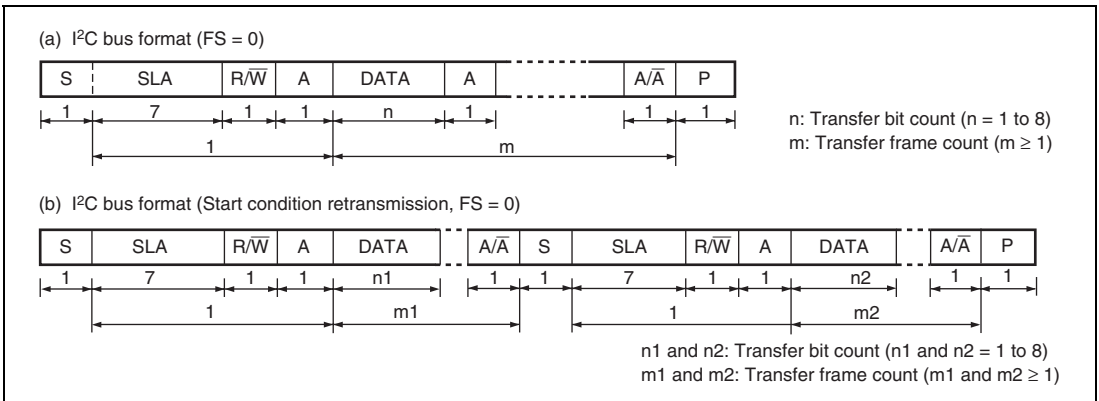 (a) I²C bus format (FS = 0)
S SLA R/W̅ A DATA A A/A̅ P
1 7 1 1 n 1 1 1
1 m
n: Transfer bit count (n = 1 to 8)
m: Transfer frame count (m ≥ 1)
(b) I²C bus format (Start condition retransmission, FS = 0)
S SLA R/W̅ A DATA A/A̅ S SLA R/W̅ A DATA A/A̅ P
1 7 1 1 n1 1 1 7 1 1 n2 1 1
1 m1 1 m2
n1 and n2: Transfer bit count (n1 and n2 = 1 to 8)
m1 and m2: Transfer frame count (m1 and m2 ≥ 1)